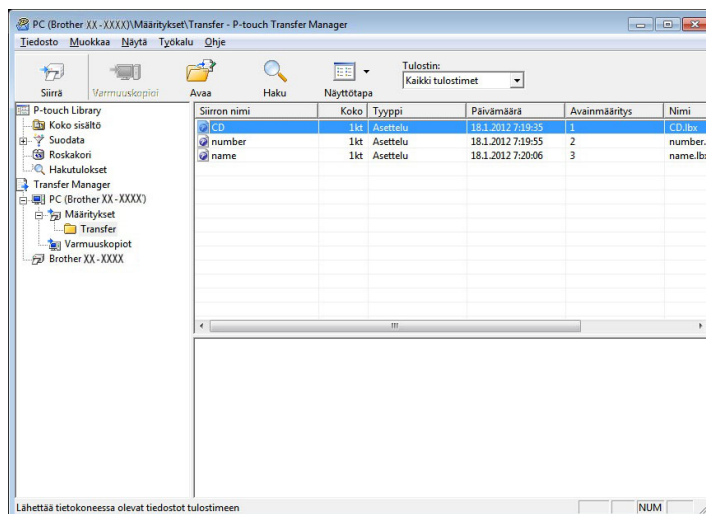 PC (Brother XX-XXXX)\Määritykset\Transfer - P-touch Transfer Manager
Tiedosto Muokkaa Näytä Työkalu Ohje
Siirrä Varmuuskopioi Avaa Haku Näyttötapa
Tulostin:
Kaikki tulostimet
P-touch Library
Koko sisältö
Suodata
Roskakori
Hakutulokset
Transfer Manager
PC (Brother XX-XXXX)
Määritykset
Transfer
Varmuuskopiot
Brother XX-XXXX
Siirron nimi Koko Tyyppi Päivämäärä Avainmääritys Nimi
CD 1kt Asettelu 18.1.2012 7:19:35 1 CD.lbx
number 1kt Asettelu 18.1.2012 7:19:55 2 number.
name 1kt Asettelu 18.1.2012 7:20:06 3 name.lb
Lähettää tietokoneessa olevat tiedostot tulostimeen NUM